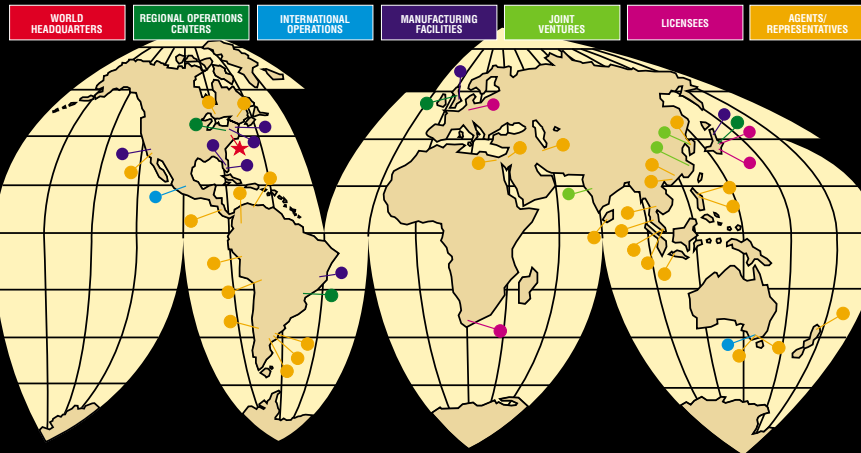 WORLD
HEADQUARTERS
REGIONAL OPERATIONS
CENTERS
INTERNATIONAL
OPERATIONS
MANUFACTURING
FACILITIES
JOINT
VENTURES
LICENSEES
AGENTS/
REPRESENTATIVES